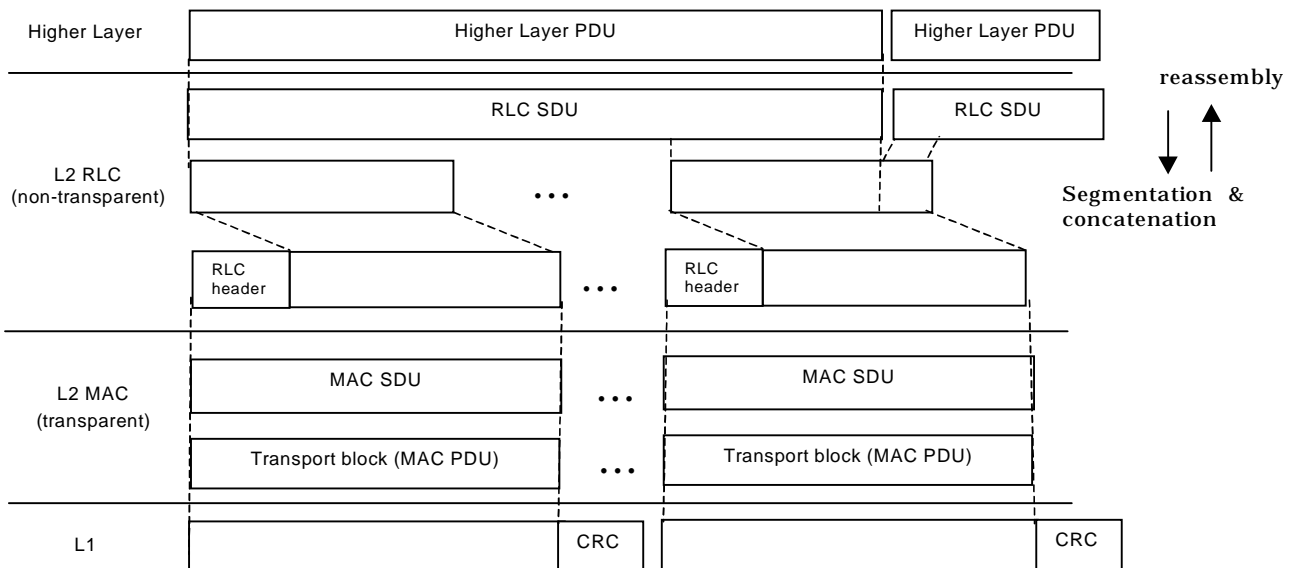 Higher Layer
Higher Layer PDU
Higher Layer PDU
reassembly
RLC SDU
RLC SDU
L2 RLC
(non-transparent)
...
Segmentation &
concatenation
RLC
header
...
RLC
header
L2 MAC
(transparent)
MAC SDU
...
MAC SDU
Transport block (MAC PDU)
...
Transport block (MAC PDU)
L1
CRC
CRC